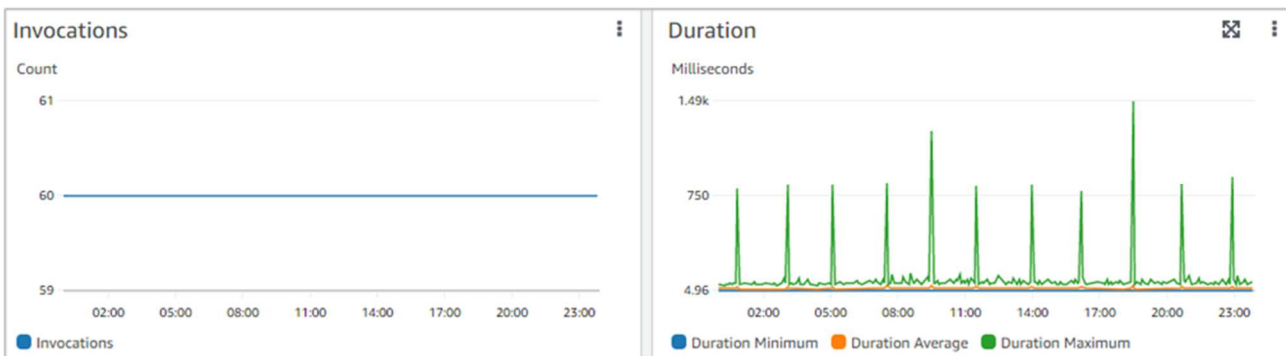 Invocations
Count
61
60
59
02:00 05:00 08:00 11:00 14:00 17:00 20:00 23:00
Invocations
Duration
Milliseconds
1.49k
750
4.96
02:00 05:00 08:00 11:00 14:00 17:00 20:00 23:00
Duration Minimum Duration Average Duration Maximum